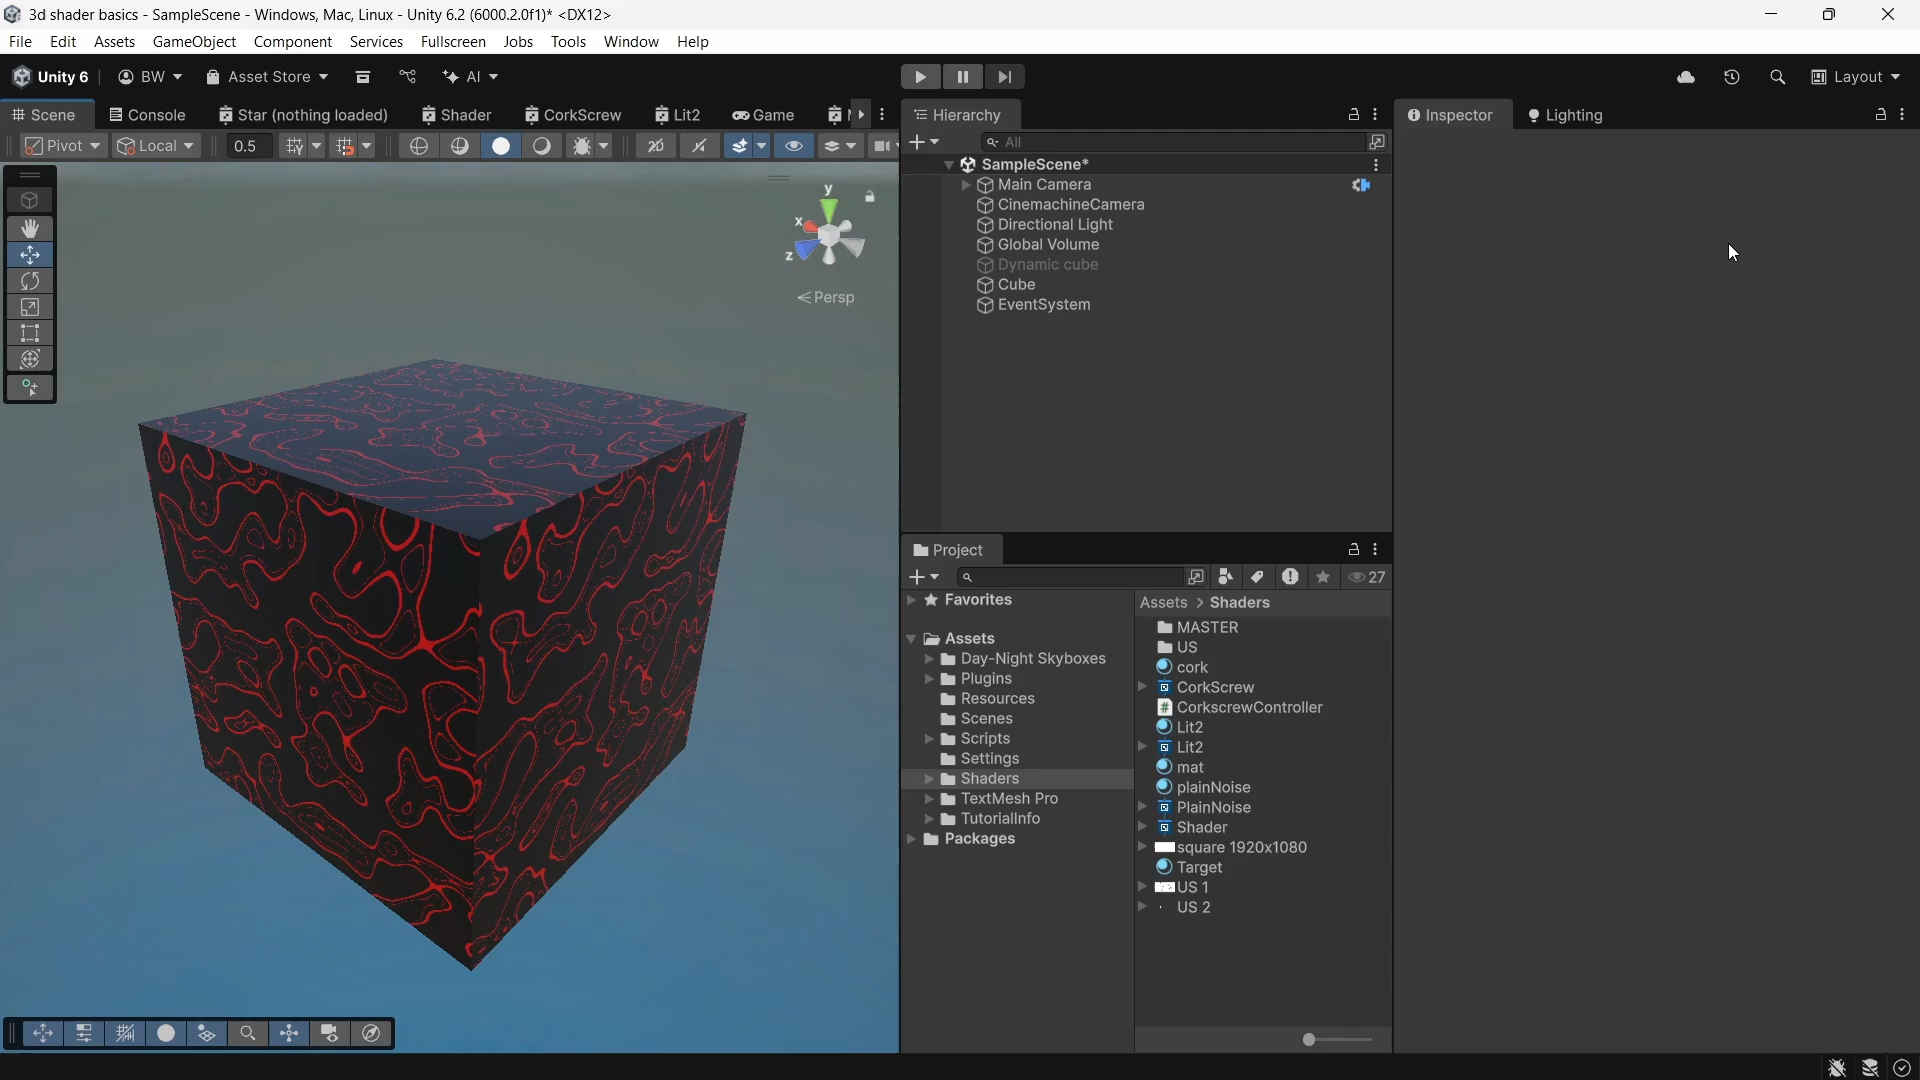 3d shader basics - SampleScene - Windows, Mac, Linux - Unity 6.2 (6000.2.0f1)* <DX12>
File Edit Assets GameObject Component Services Fullscreen Jobs Tools Window Help
Unity 6 BW Asset Store AI Layout
Scene Console Star (nothing loaded) Shader CorkScrew Lit2 Game
Pivot Local 0.5 2D
y
x
z
Persp
Hierarchy
All
SampleScene*
Main Camera
CinemachineCamera
Directional Light
Global Volume
Dynamic cube
Cube
EventSystem
Project
27
Favorites
Assets
Day-Night Skyboxes
Plugins
Resources
Scenes
Scripts
Settings
Shaders
TextMesh Pro
TutorialInfo
Packages
Assets > Shaders
MASTER
US
cork
CorkScrew
CorkscrewController
Lit2
Lit2
mat
plainNoise
PlainNoise
Shader
square 1920x1080
Target
US 1
US 2
Inspector Lighting